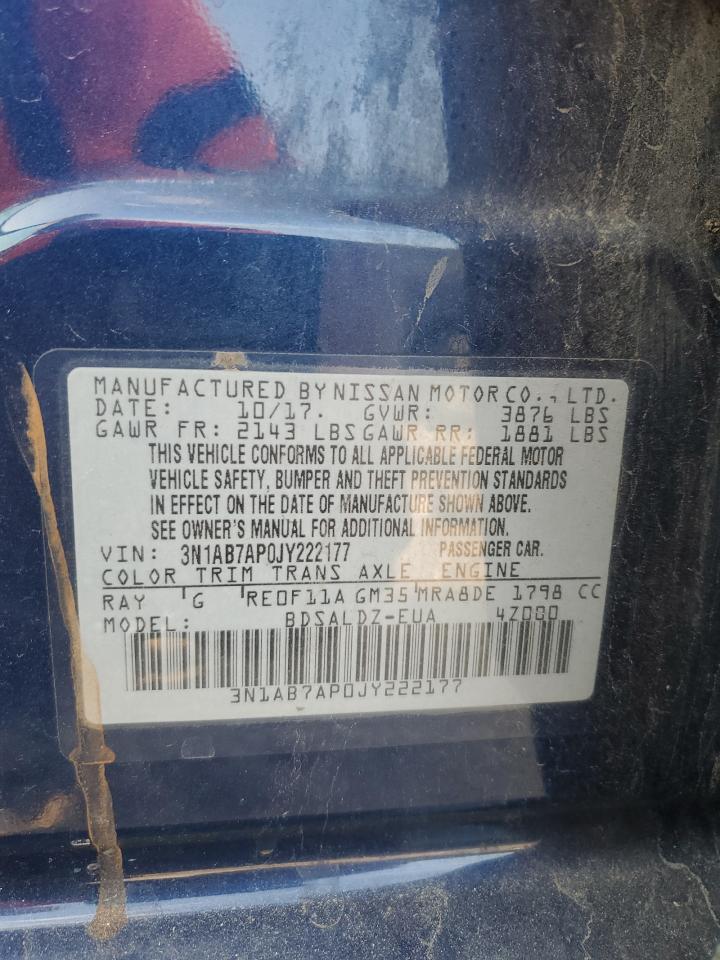 MANUFACTURED BY NISSAN MOTOR CO., LTD.
DATE: 10/17. GVWR: 3876 LBS
GAWR FR: 2143 LBS GAWR RR: 1881 LBS
THIS VEHICLE CONFORMS TO ALL APPLICABLE FEDERAL MOTOR
VEHICLE SAFETY, BUMPER AND THEFT PREVENTION STANDARDS
IN EFFECT ON THE DATE OF MANUFACTURE SHOWN ABOVE.
SEE OWNER'S MANUAL FOR ADDITIONAL INFORMATION.
VIN: 3N1AB7AP0JY222177 PASSENGER CAR.
COLOR TRIM TRANS AXLE ENGINE
RAY G RE0F11A GM35 MRA8DE 1798 CC
MODEL: BDSALDZ-EUA 4Z000
3N1AB7AP0JY222177